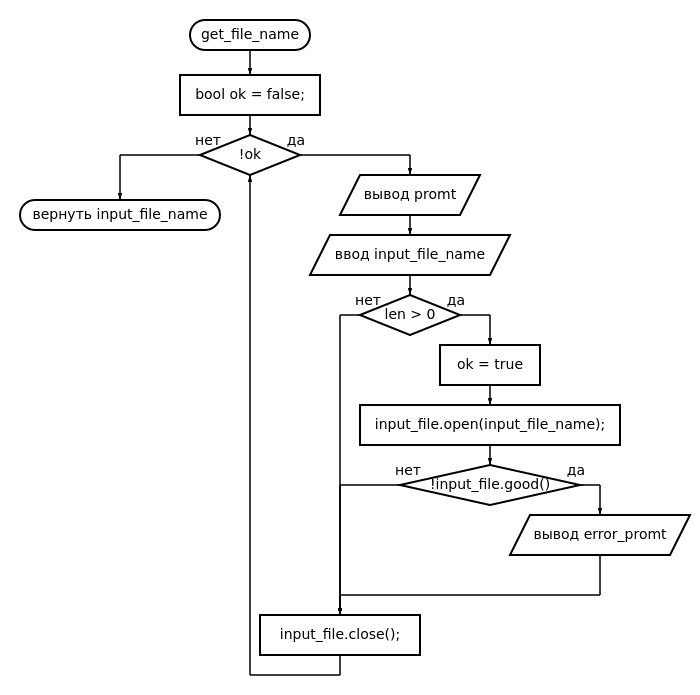 get_file_name
bool ok = false;
нет
да
!ok
вывод promt
вернуть input_file_name
ввод input_file_name
нет
да
len > 0
ok = true
input_file.open(input_file_name);
нет
да
!input_file.good()
вывод error_promt
input_file.close();